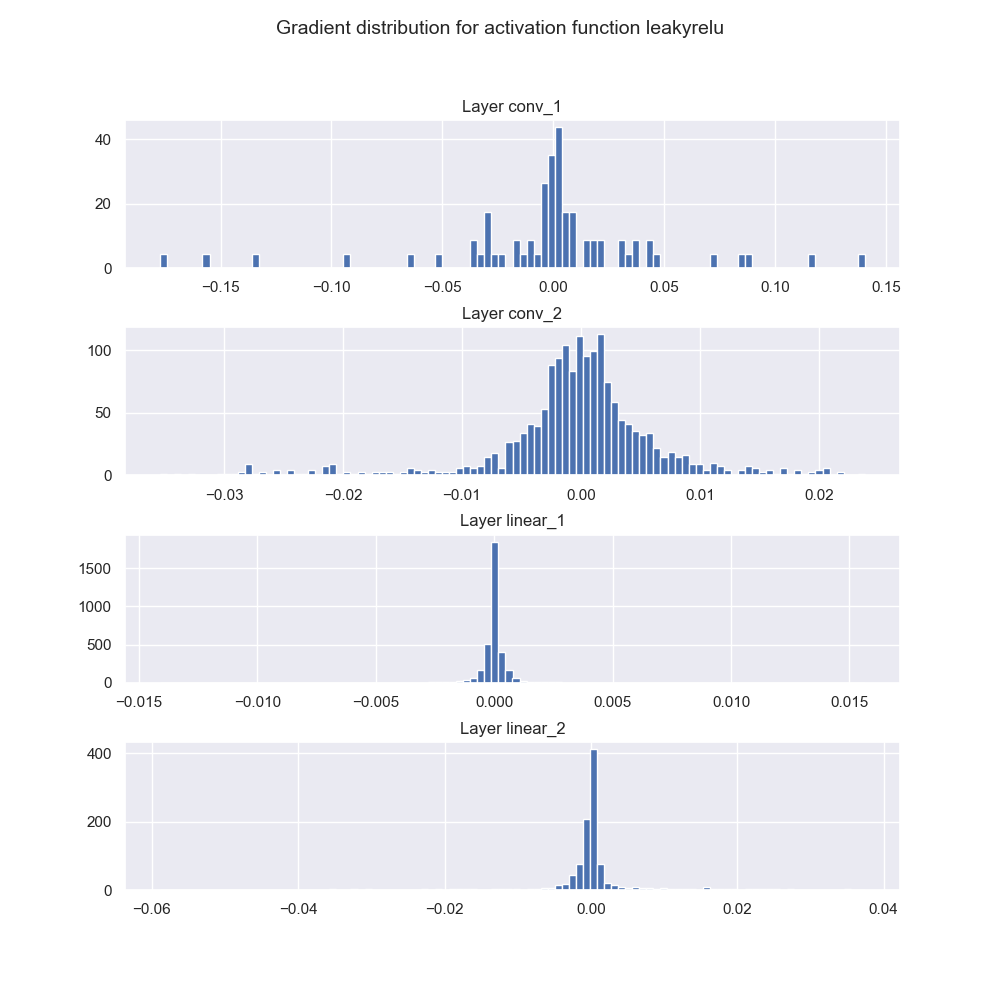 Gradient distribution for activation function leakyrelu
Layer conv_1
40
20
0
−0.15 −0.10 −0.05 0.00 0.05 0.10 0.15
Layer conv_2
100
50
0
−0.03 −0.02 −0.01 0.00 0.01 0.02
Layer linear_1
1500
1000
500
0
−0.015 −0.010 −0.005 0.000 0.005 0.010 0.015
Layer linear_2
400
200
0
−0.06 −0.04 −0.02 0.00 0.02 0.04